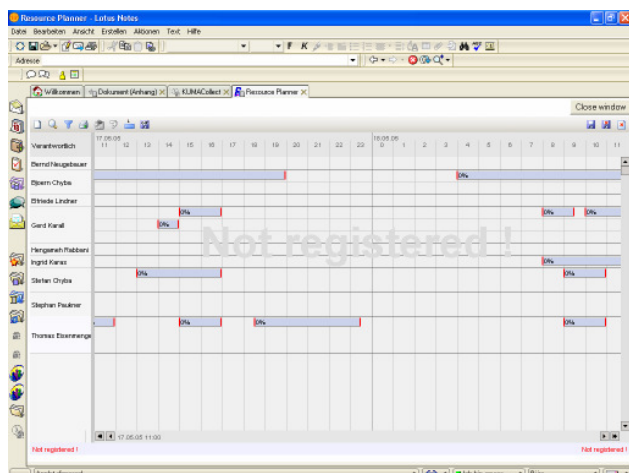 Resource Planner - Lotus Notes
Datei Bearbeiten Ansicht Erstellen Aktionen Text Hilfe
F K
Adresse
Willkommen Dokument (Anhang) KUMACollect Resource Planner
Close window
17.06.05 18.06.05
Verantwortlich 11 12 13 14 15 16 17 18 19 20 21 22 23 0 1 2 3 4 5 6 7 8 9 10 11
Bernd Neugebauer
Bjoern Chyba 0%
Elfriede Lindner
0% 0% 0%
Gerd Karall 0%
Not registered !
Hengameh Rabbani
Ingrid Karas 0%
Stefan Chyba 0% 0%
Stephan Paukner
Thomas Eisenmenge 0% 0% 0%
17.06.05 11:00
Not registered ! Not registered !